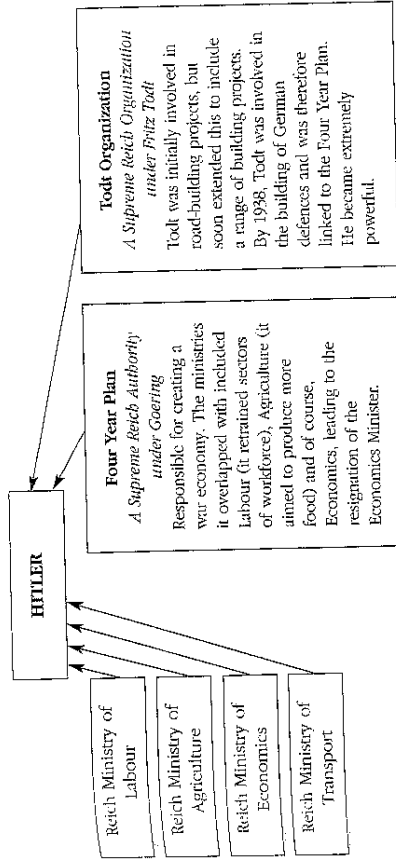 HITLER
Reich Ministry of
Labour
Reich Ministry of
Agriculture
Reich Ministry of
Economics
Reich Ministry of
Transport
Four Year Plan
A Supreme Reich Authority
under Goering
Responsible for creating a
war economy. The ministries
it overlapped with included
Labour (it retrained sectors
of workforce), Agriculture (it
aimed to produce more
food) and of course,
Economics, leading to the
resignation of the
Economics Minister.
Todt Organization
A Supreme Reich Organization
under Fritz Todt
Todt was initially involved in
road-building projects, but
soon extended this to include
a range of building projects.
By 1938, Todt was involved in
the building of German
defences and was therefore
linked to the Four Year Plan.
He became extremely
powerful.